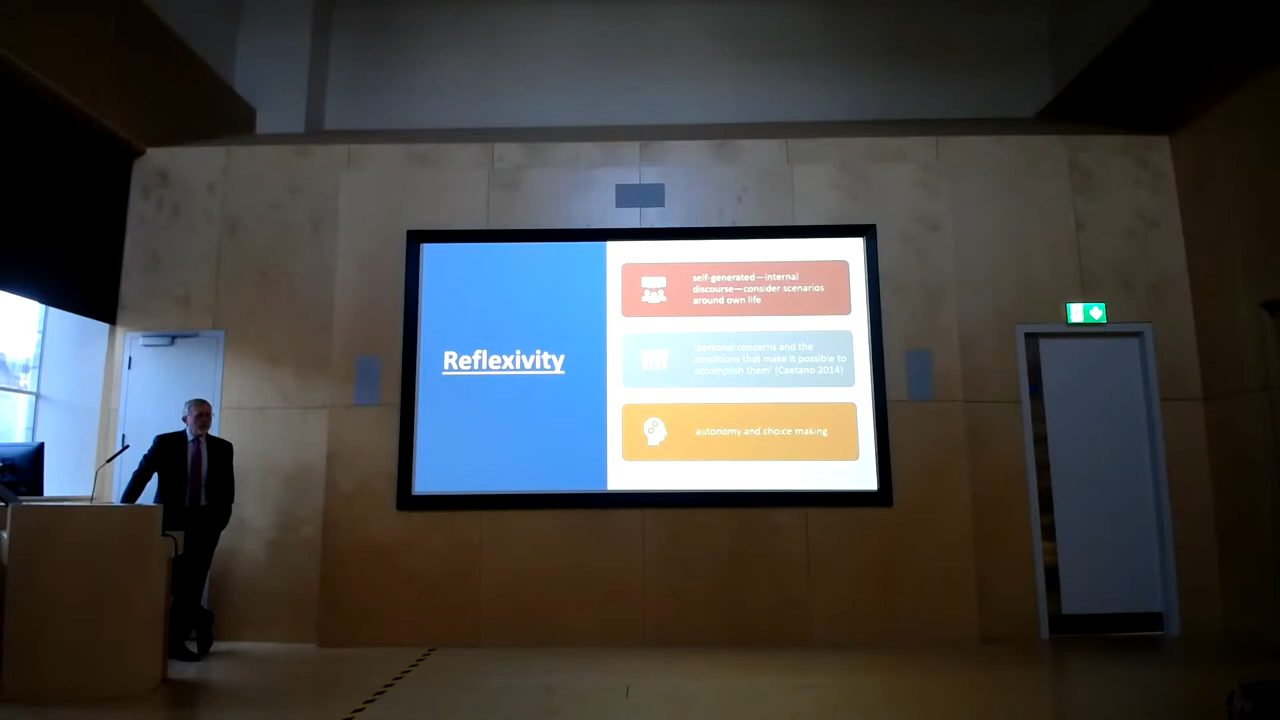 Reflexivity
self-generated—internal
discourse—consider scenarios
around own life
'personal concerns and the
conditions that make it possible to
accomplish them' (Caetano 2014)
autonomy and choice making